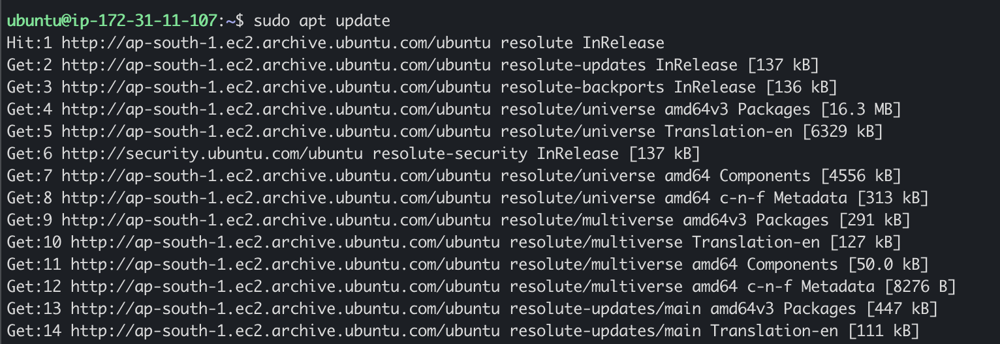 ubuntu@ip-172-31-11-107:~$ sudo apt update
Hit:1 http://ap-south-1.ec2.archive.ubuntu.com/ubuntu resolute InRelease
Get:2 http://ap-south-1.ec2.archive.ubuntu.com/ubuntu resolute-updates InRelease [137 kB]
Get:3 http://ap-south-1.ec2.archive.ubuntu.com/ubuntu resolute-backports InRelease [136 kB]
Get:4 http://ap-south-1.ec2.archive.ubuntu.com/ubuntu resolute/universe amd64v3 Packages [16.3 MB]
Get:5 http://ap-south-1.ec2.archive.ubuntu.com/ubuntu resolute/universe Translation-en [6329 kB]
Get:6 http://security.ubuntu.com/ubuntu resolute-security InRelease [137 kB]
Get:7 http://ap-south-1.ec2.archive.ubuntu.com/ubuntu resolute/universe amd64 Components [4556 kB]
Get:8 http://ap-south-1.ec2.archive.ubuntu.com/ubuntu resolute/universe amd64 c-n-f Metadata [313 kB]
Get:9 http://ap-south-1.ec2.archive.ubuntu.com/ubuntu resolute/multiverse amd64v3 Packages [291 kB]
Get:10 http://ap-south-1.ec2.archive.ubuntu.com/ubuntu resolute/multiverse Translation-en [127 kB]
Get:11 http://ap-south-1.ec2.archive.ubuntu.com/ubuntu resolute/multiverse amd64 Components [50.0 kB]
Get:12 http://ap-south-1.ec2.archive.ubuntu.com/ubuntu resolute/multiverse amd64 c-n-f Metadata [8276 B]
Get:13 http://ap-south-1.ec2.archive.ubuntu.com/ubuntu resolute-updates/main amd64v3 Packages [447 kB]
Get:14 http://ap-south-1.ec2.archive.ubuntu.com/ubuntu resolute-updates/main Translation-en [111 kB]